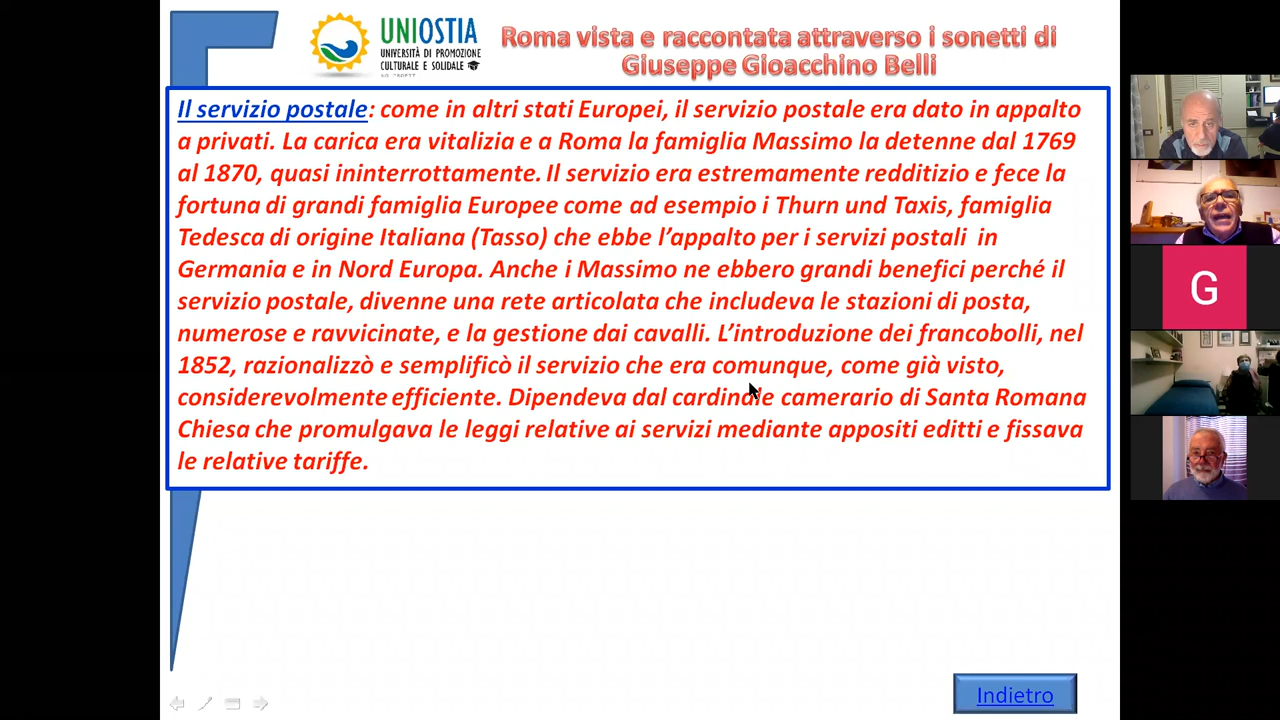 UNIOSTIA
UNIVERSITÀ DI PROMOZIONE
CULTURALE E SOLIDALE
Roma vista e raccontata attraverso i sonetti di
Giuseppe Gioacchino Belli
Il servizio postale: come in altri stati Europei, il servizio postale era dato in appalto
a privati. La carica era vitalizia e a Roma la famiglia Massimo la detenne dal 1769
al 1870, quasi ininterrottamente. Il servizio era estremamente redditizio e fece la
fortuna di grandi famiglia Europee come ad esempio i Thurn und Taxis, famiglia
Tedesca di origine Italiana (Tasso) che ebbe l'appalto per i servizi postali in
Germania e in Nord Europa. Anche i Massimo ne ebbero grandi benefici perché il
servizio postale, divenne una rete articolata che includeva le stazioni di posta,
numerose e ravvicinate, e la gestione dai cavalli. L'introduzione dei francobolli, nel
1852, razionalizzò e semplificò il servizio che era comunque, come già visto,
considerevolmente efficiente. Dipendeva dal cardinale camerario di Santa Romana
Chiesa che promulgava le leggi relative ai servizi mediante appositi editti e fissava
le relative tariffe.
G
Indietro